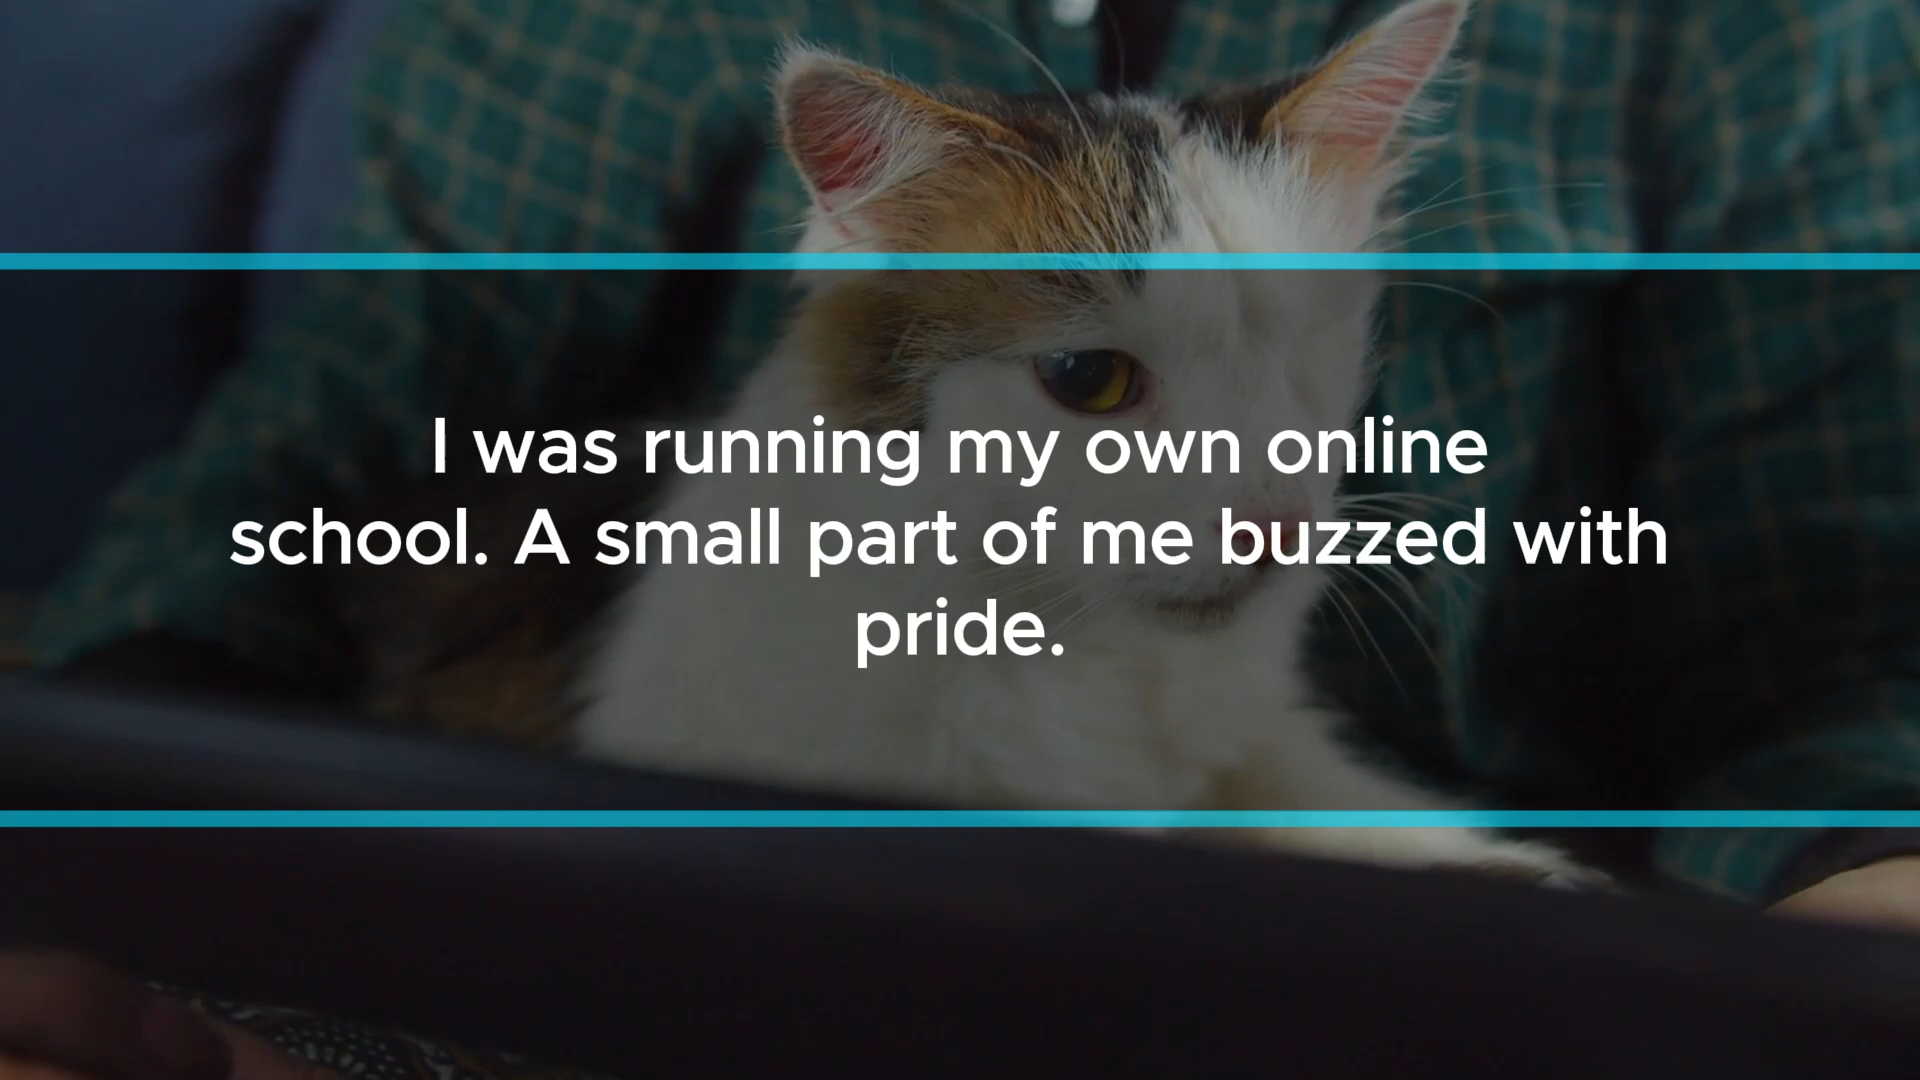 I was running my own online
school. A small part of me buzzed with
pride.